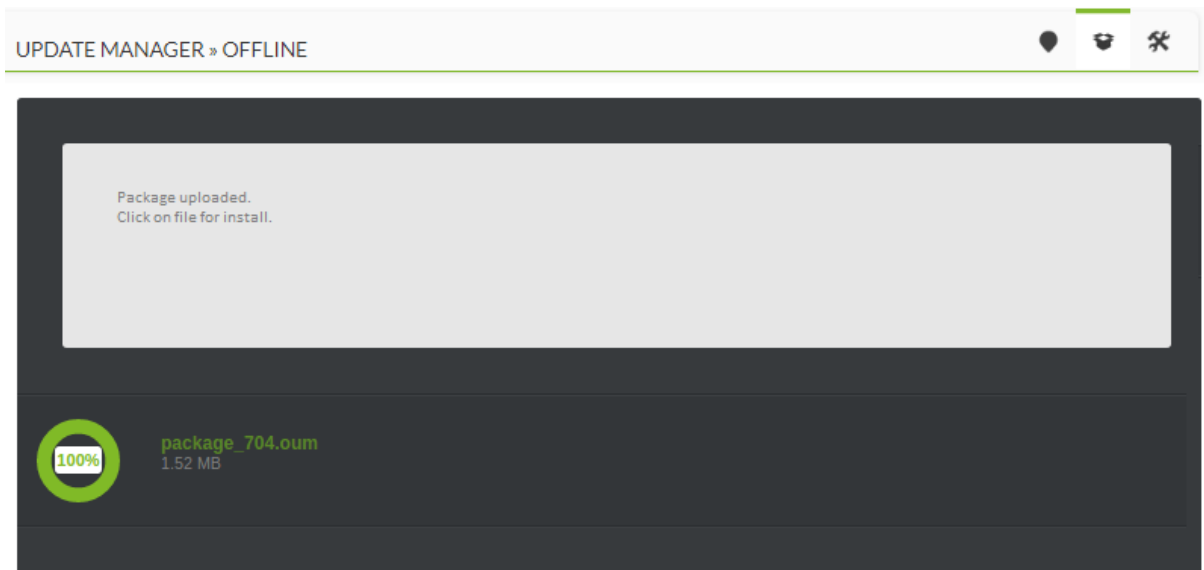 UPDATE MANAGER » OFFLINE
Package uploaded.
Click on file for install.
100%
package_704.oum
1.52 MB